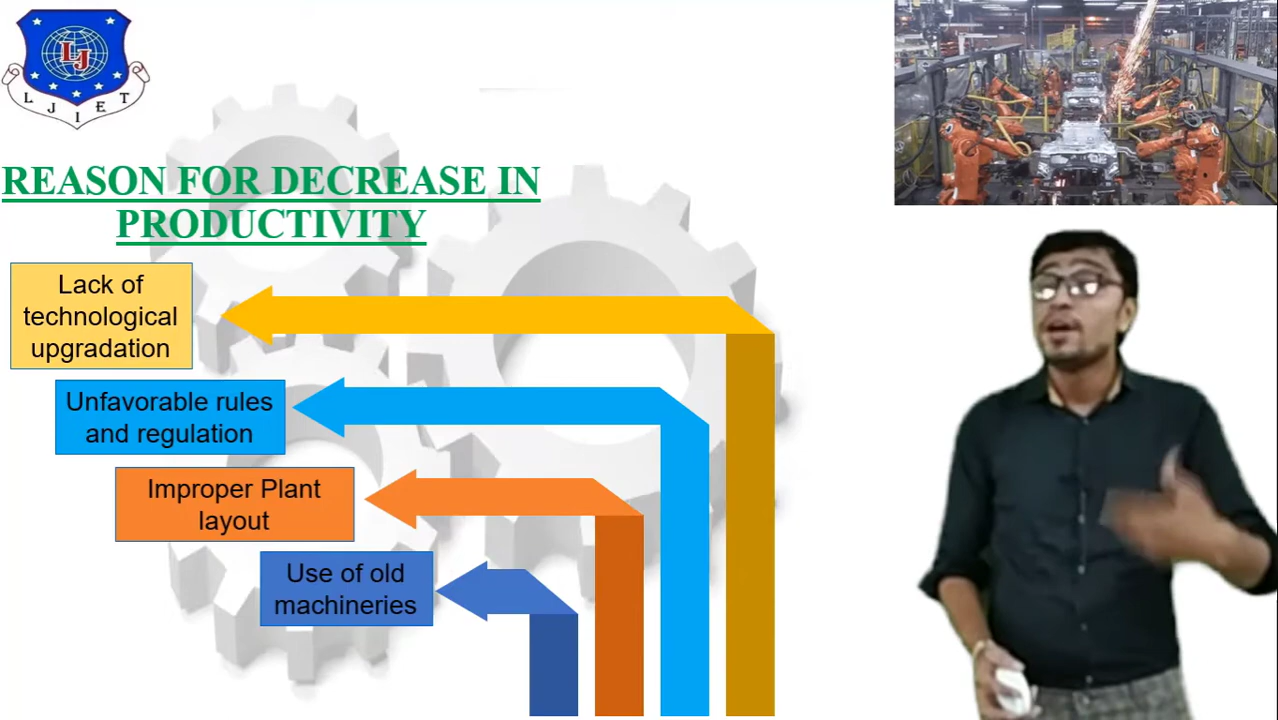 LJ
LJIET
REASON FOR DECREASE IN
PRODUCTIVITY
Lack of
technological
upgradation
Unfavorable rules
and regulation
Improper Plant
layout
Use of old
machineries